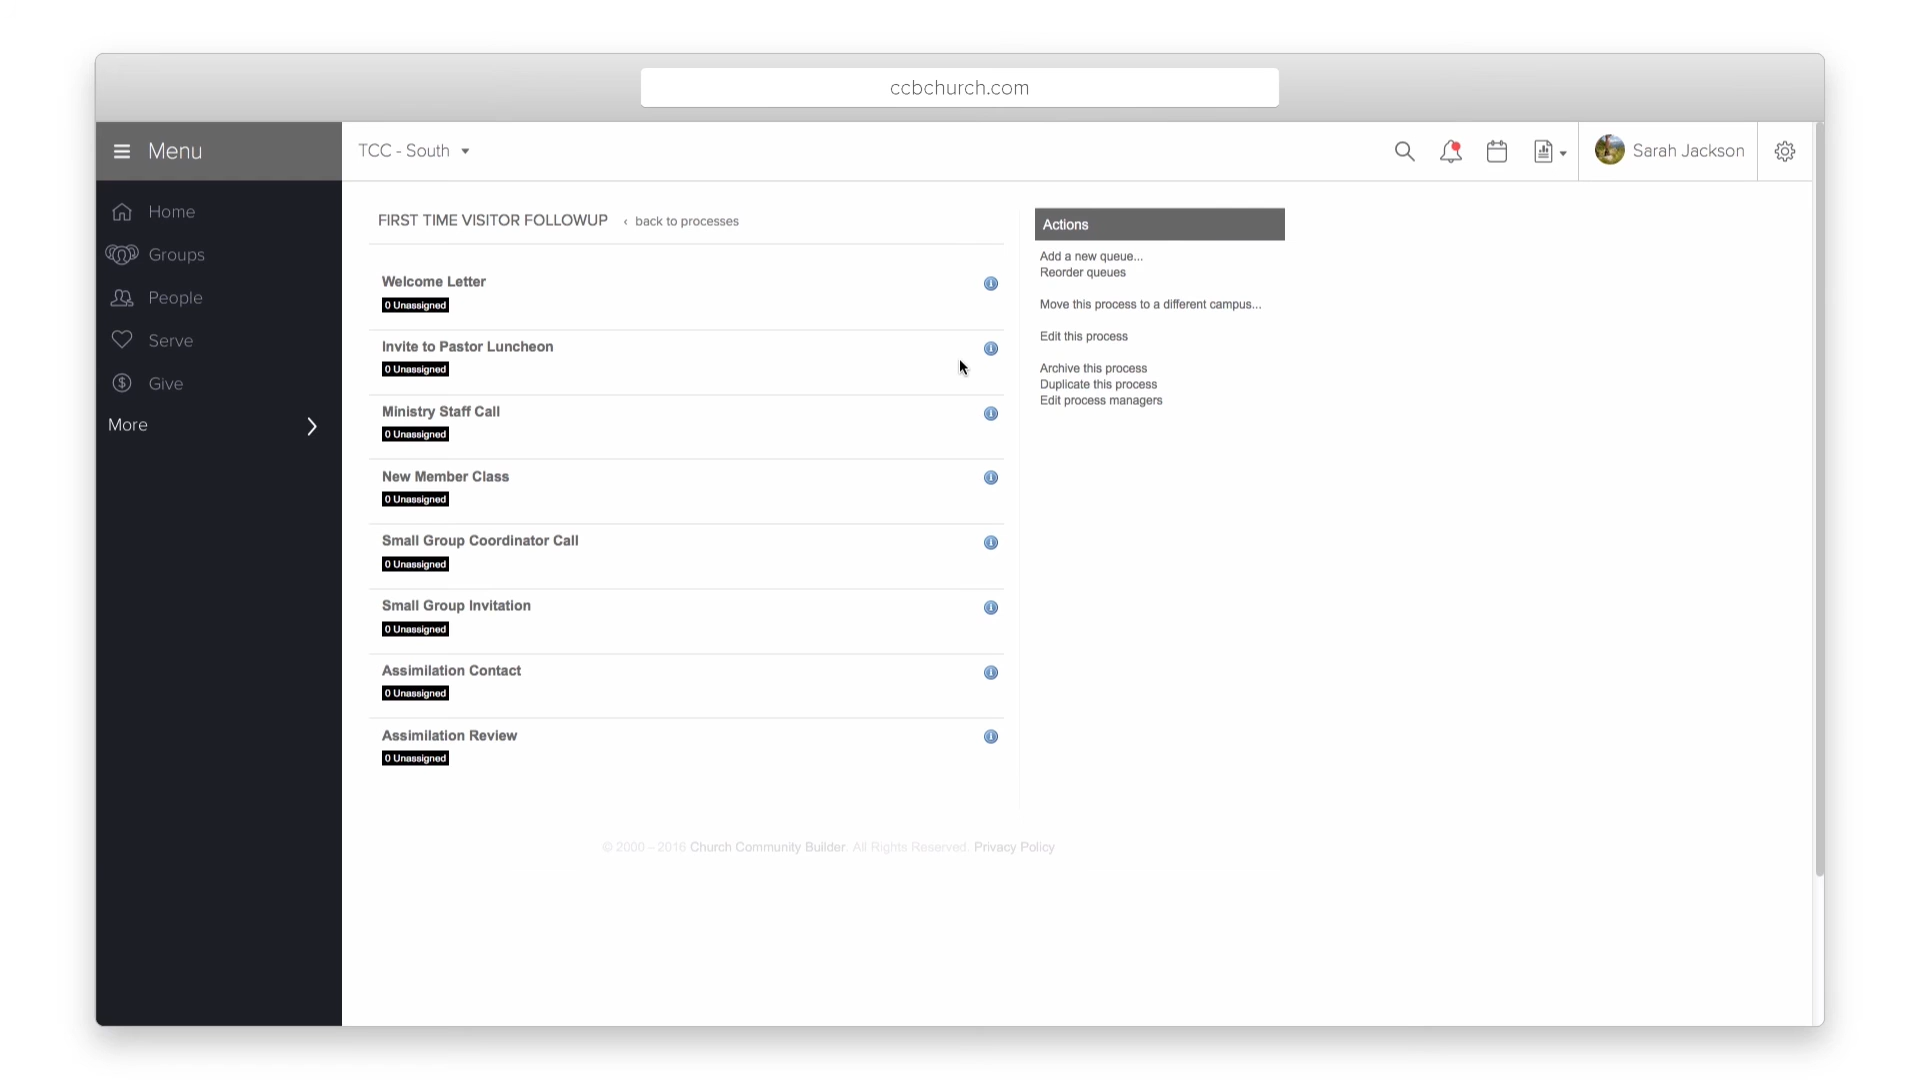 ccbchurch.com
Menu
TCC - South
Sarah Jackson
Home
Groups
People
Serve
Give
More
FIRST TIME VISITOR FOLLOWUP ‹ back to processes
Welcome Letter
0 Unassigned
Invite to Pastor Luncheon
0 Unassigned
Ministry Staff Call
0 Unassigned
New Member Class
0 Unassigned
Small Group Coordinator Call
0 Unassigned
Small Group Invitation
0 Unassigned
Assimilation Contact
0 Unassigned
Assimilation Review
0 Unassigned
Actions
Add a new queue...
Reorder queues
Move this process to a different campus...
Edit this process
Archive this process
Duplicate this process
Edit process managers
© 2000 – 2016 Church Community Builder. All Rights Reserved. Privacy Policy